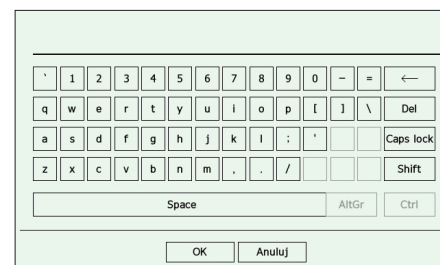 ` 1 2 3 4 5 6 7 8 9 0 - = ←
q w e r t y u i o p [ ] \ Del
a s d f g h j k l ; ' Caps lock
z x c v b n m , . / Shift
Space AltGr Ctrl
OK Anuluj